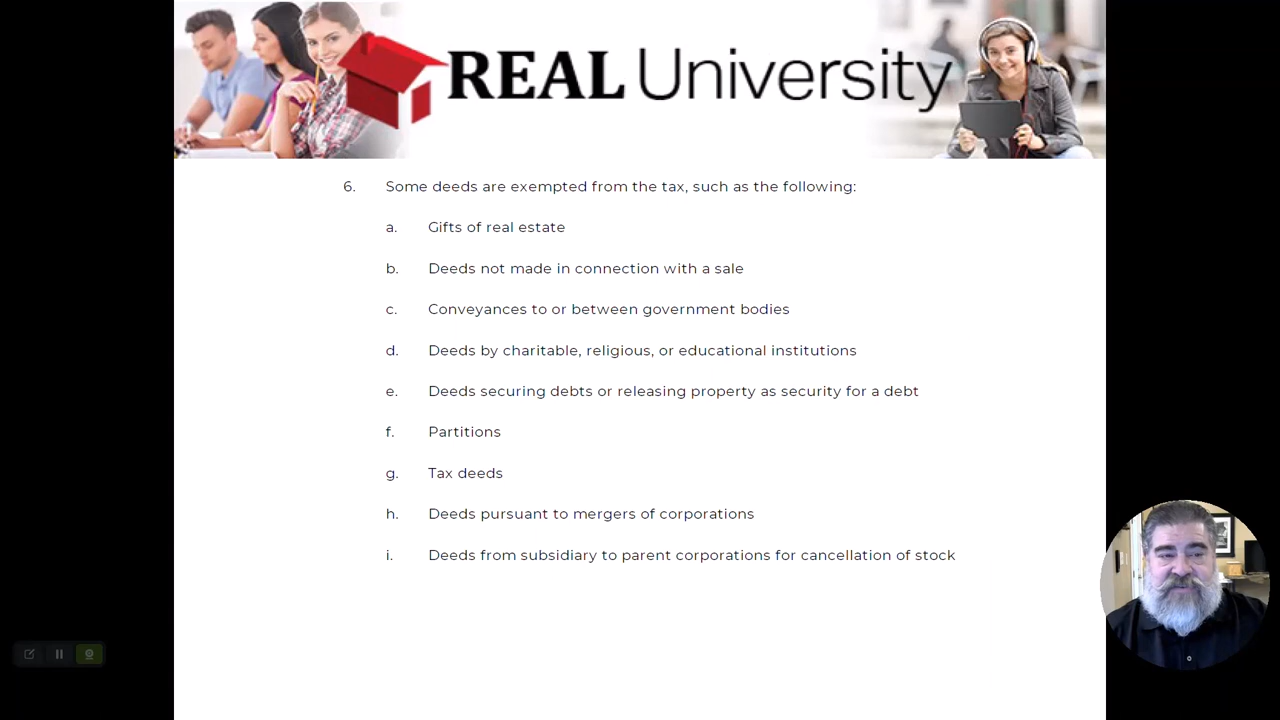 REAL University
6. Some deeds are exempted from the tax, such as the following:
a. Gifts of real estate
b. Deeds not made in connection with a sale
c. Conveyances to or between government bodies
d. Deeds by charitable, religious, or educational institutions
e. Deeds securing debts or releasing property as security for a debt
f. Partitions
g. Tax deeds
h. Deeds pursuant to mergers of corporations
i. Deeds from subsidiary to parent corporations for cancellation of stock